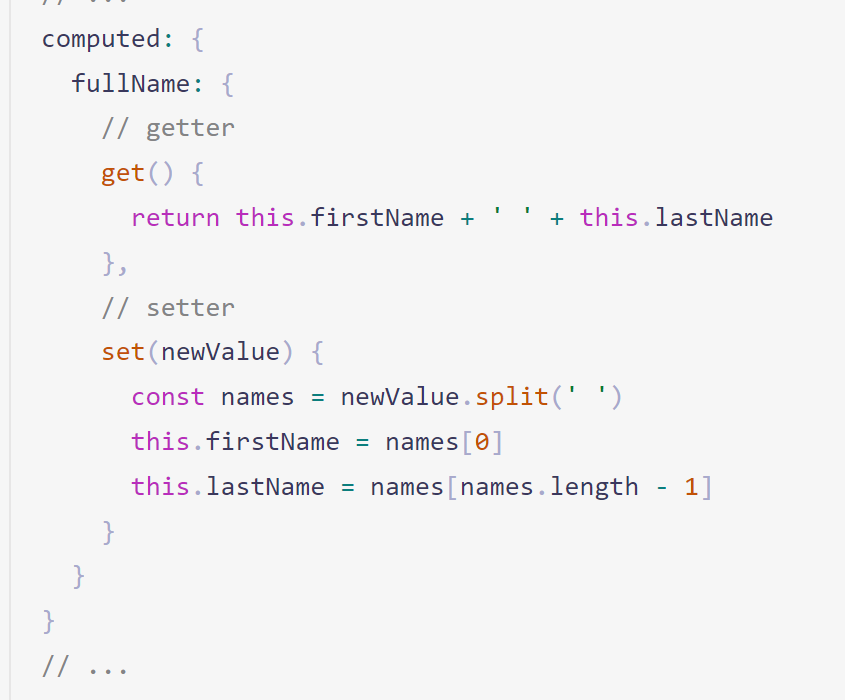 // ...
computed: {
  fullName: {
    // getter
    get() {
      return this.firstName + ' ' + this.lastName
    },
    // setter
    set(newValue) {
      const names = newValue.split(' ')
      this.firstName = names[0]
      this.lastName = names[names.length - 1]
    }
  }
}
// ...